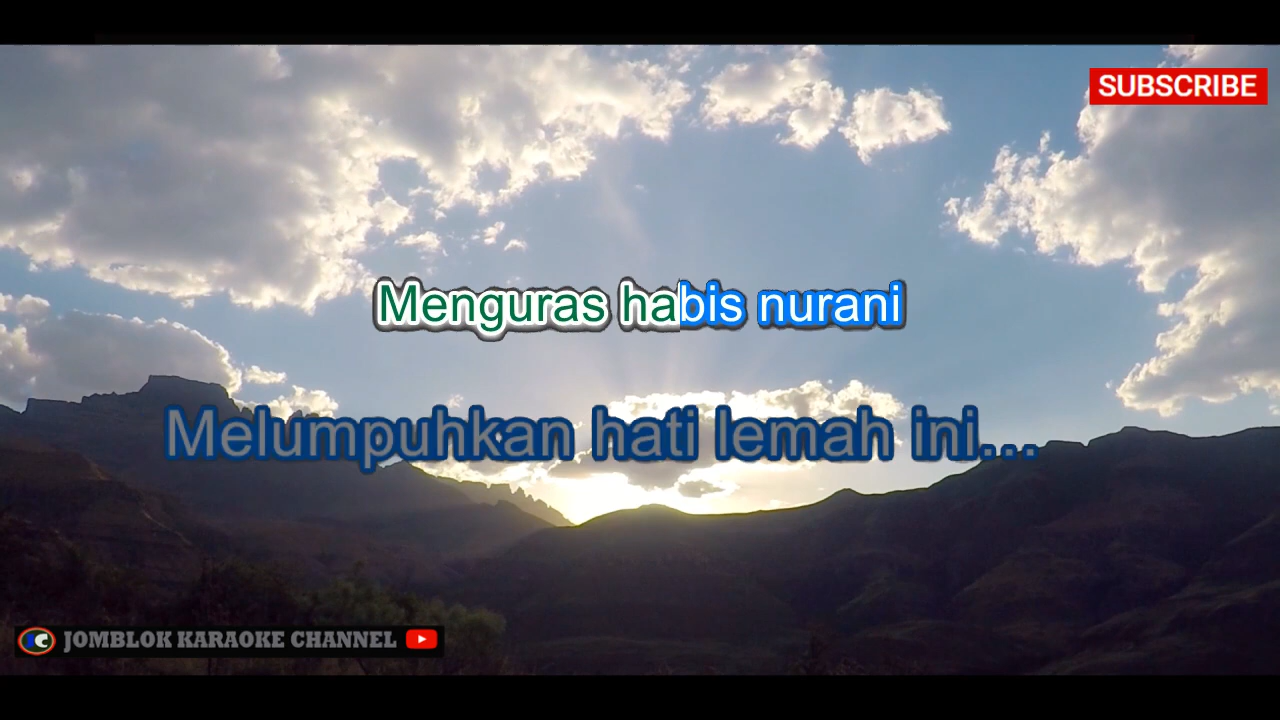 SUBSCRIBE
Menguras habis nurani
Melumpuhkan hati lemah ini...
JOMBLOK KARAOKE CHANNEL